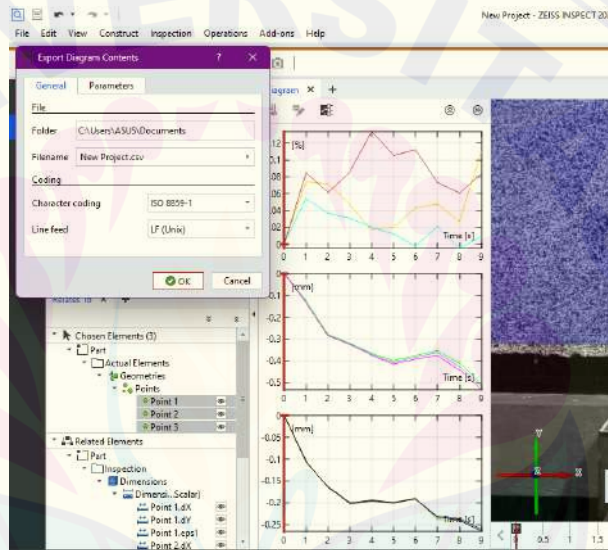 New Project - ZEISS INSPECT 20
File Edit View Construct Inspection Operations Add-ons Help
Export Diagram Contents ? ×
General Parameters
File
Folder C:\Users\ASUS\Documents
Filename New Project.csv
Coding
Character coding ISO 8859-1
Line feed LF (Unix)
OK Cancel
iagram × +
[%]
0.12
0.1
0.08
0.06
0.04
0.02
0
Time [s]
0 1 2 3 4 5 6 7 8 9
[mm]
0
-0.1
-0.2
-0.3
-0.4
-0.5
Time [s]
0 1 2 3 4 5 6 7 8 9
[mm]
0
-0.05
-0.1
-0.15
-0.2
-0.25
0 1 2 3 4 5 6 7 8 9
Chosen Elements (3)
Part
Actual Elements
Geometries
Points
Point 1
Point 2
Point 3
Related Elements
Part
Inspection
Dimensions
Dimensi...Scalar)
Point 1.dX
Point 1.dY
Point 1.eps1
Point 2.dX
Y
X
Z
0.5 1 1.5